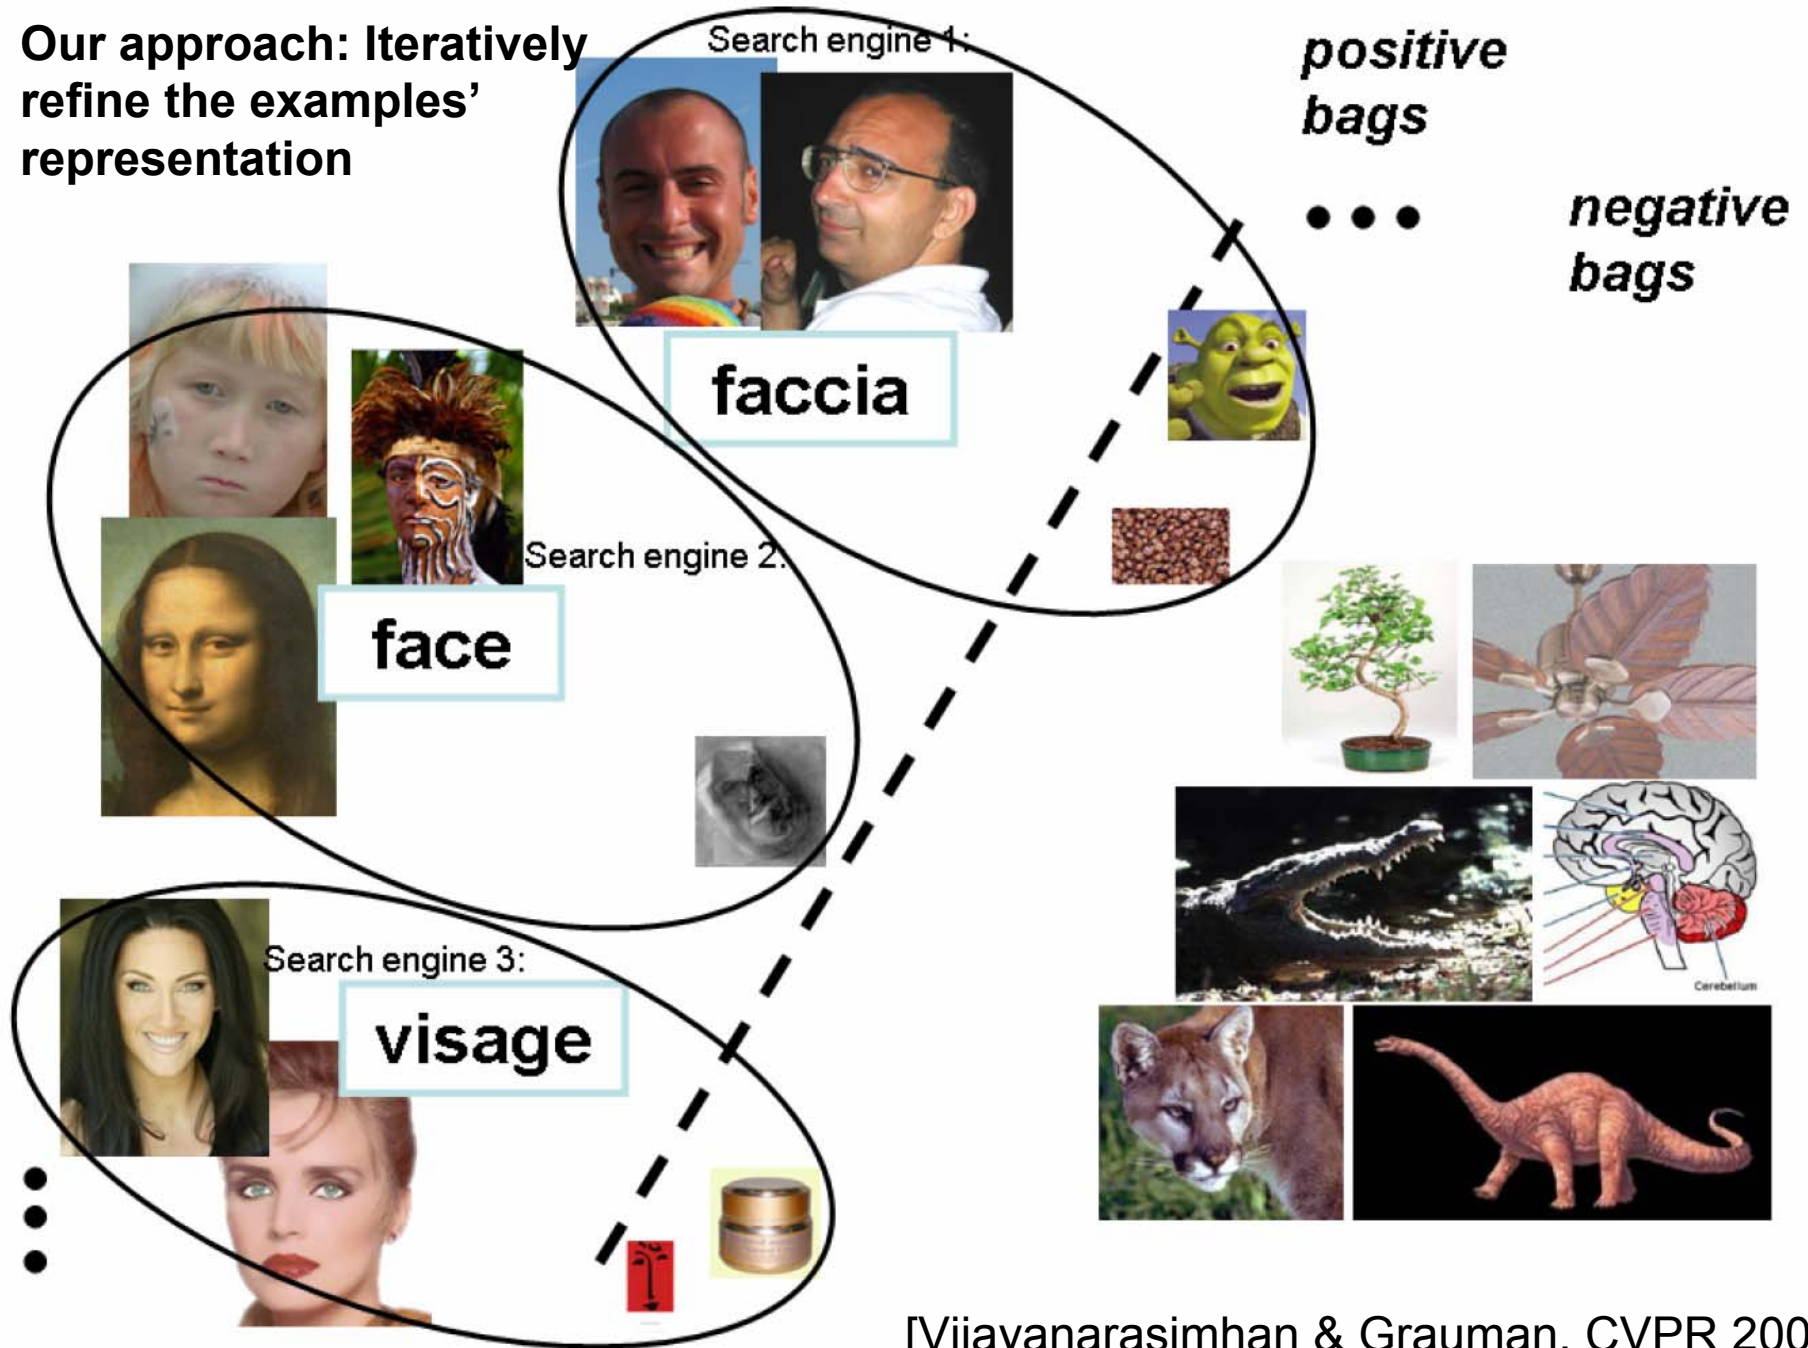 Our approach: Iteratively
refine the examples'
representation
Search engine 1:
positive
bags
negative
bags
faccia
Search engine 2:
face
Search engine 3:
visage
Cerebellum
[Vijayanarasimhan & Grauman, CVPR 200